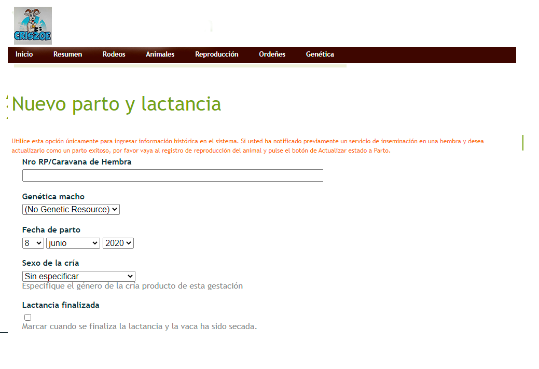 CRIBZOE
Inicio Resumen Rodeos Animales Reproducción Ordeñes Genética
Nuevo parto y lactancia
Utilice esta opción únicamente para ingresar información histórica en el sistema. Si usted ha notificado previamente un servicio de inseminación en una hembra y desea
actualizarlo como un parto exitoso, por favor vaya al registro de reproducción del animal y pulse el botón de Actualizar estado a Parto.
Nro RP/Caravana de Hembra
Genética macho
(No Genetic Resource)
Fecha de parto
8 junio 2020
Sexo de la cría
Sin especificar
Especifique el género de la cría producto de esta gestación
Lactancia finalizada
Marcar cuando se finaliza la lactancia y la vaca ha sido secada.